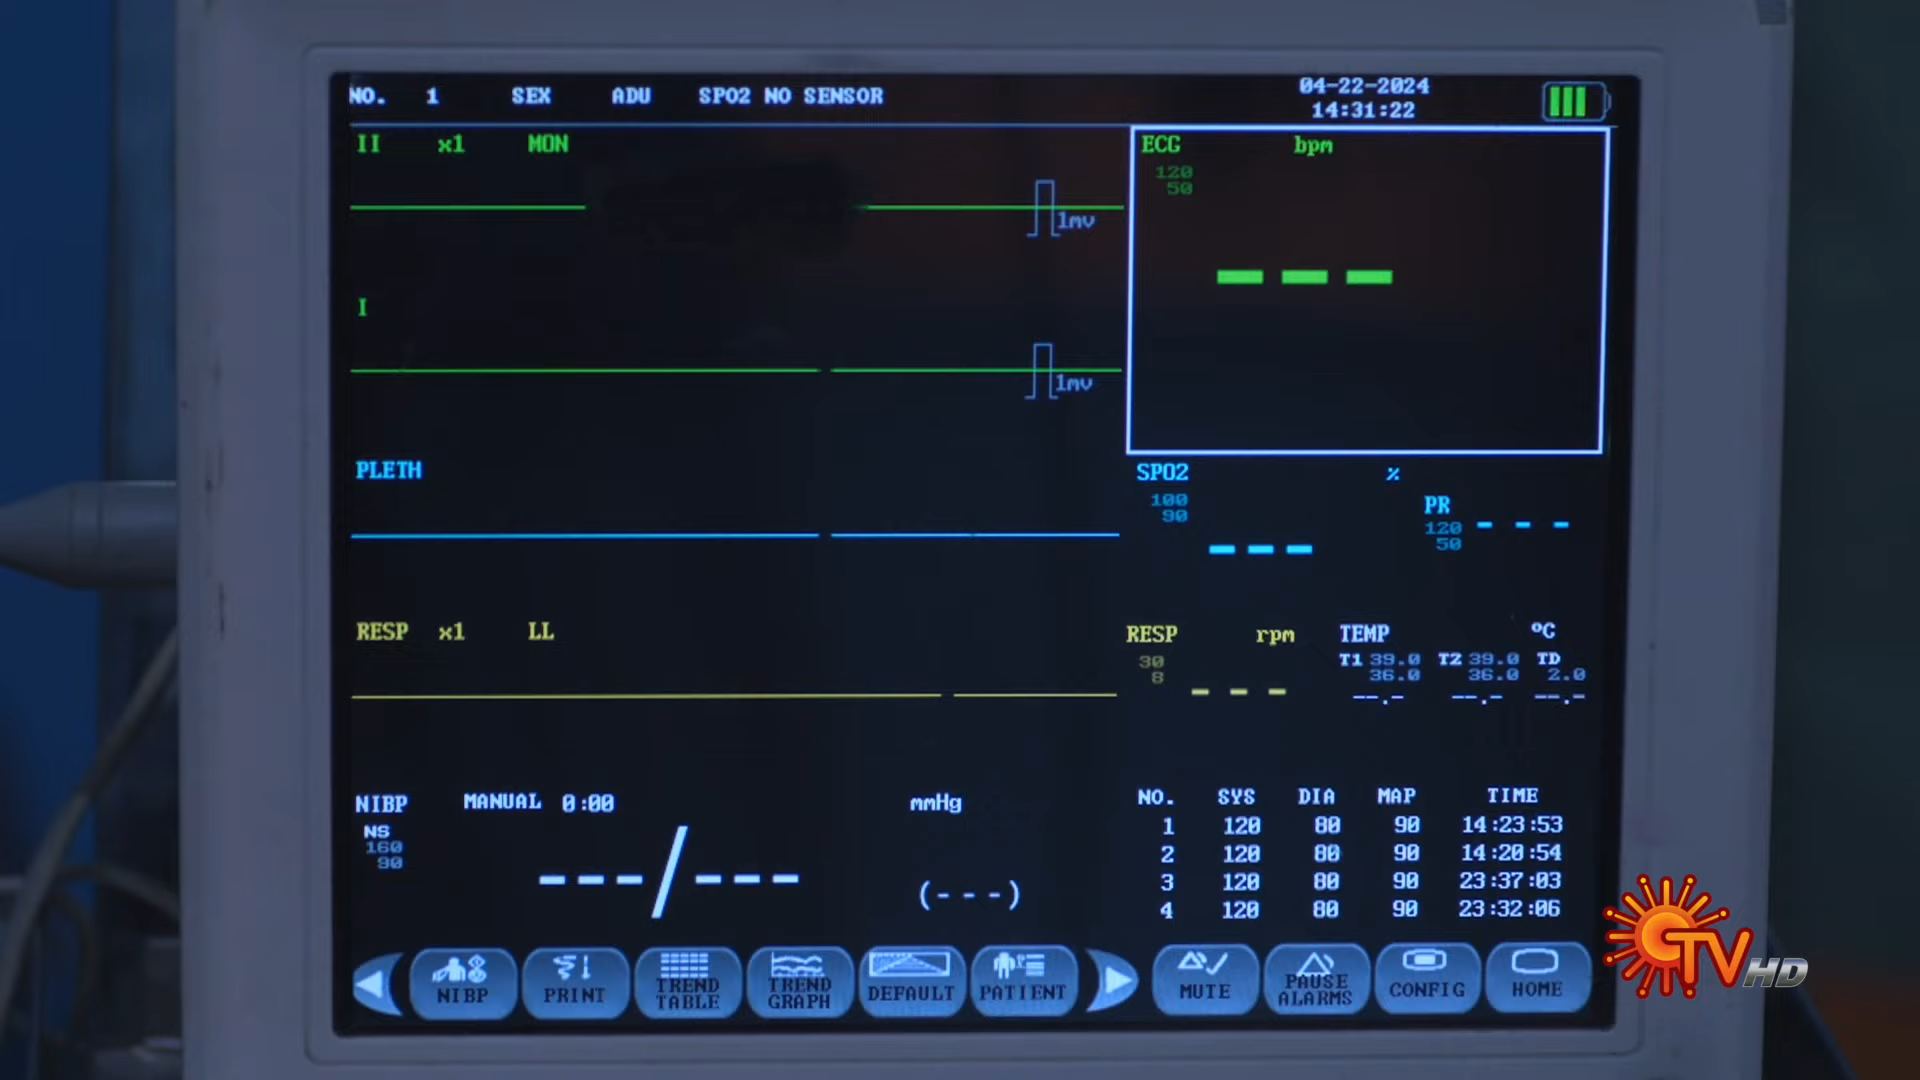 NO. 1 SEX ADU SPO2 NO SENSOR
04-22-2024
14:31:22
II x1 MON
1mv
ECG bpm
120
50
---
I
1mv
PLETH
SPO2 %
100
90
---
PR
120
50
---
RESP x1 LL
RESP rpm
30
8
---
TEMP ºC
T1 39.0 T2 39.0 TD
36.0 36.0 2.0
--.- --.- --.-
NIBP MANUAL 0:00 mmHg
NS
160
90
---/---
(---)
NO. SYS DIA MAP TIME
1 120 80 90 14:23:53
2 120 80 90 14:20:54
3 120 80 90 23:37:03
4 120 80 90 23:32:06
NIBP
PRINT
TREND
TABLE
TREND
GRAPH
DEFAULT
PATIENT
MUTE
PAUSE
ALARMS
CONFIG
HOME
TV HD